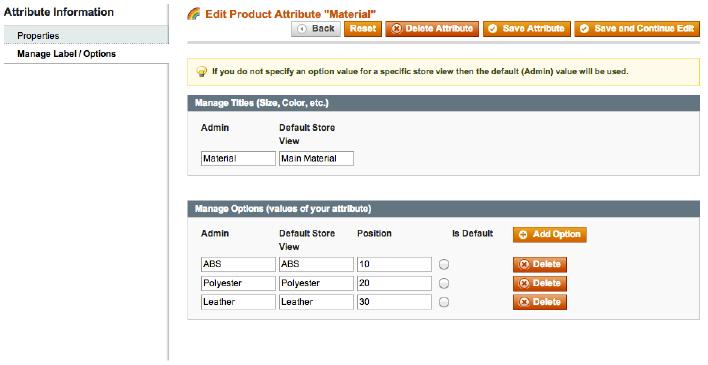 Attribute Information
Properties
Manage Label / Options
Edit Product Attribute "Material"
Back Reset Delete Attribute Save Attribute Save and Continue Edit
If you do not specify an option value for a specific store view then the default (Admin) value will be used.
Manage Titles (Size, Color, etc.)
Admin Default Store
View
Material Main Material
Manage Options (values of your attribute)
Admin Default Store Position Is Default Add Option
View
ABS ABS 10 Delete
Polyester Polyester 20 Delete
Leather Leather 30 Delete